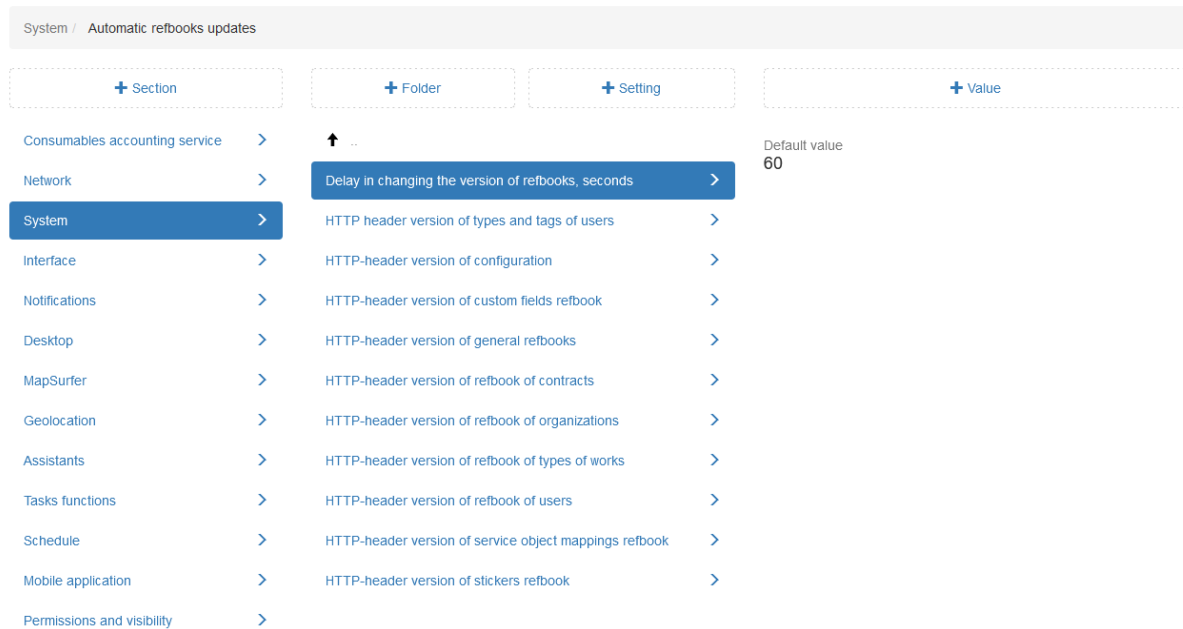 System / Automatic refbooks updates
+ Section
+ Folder
+ Setting
+ Value
Consumables accounting service
Network
System
Interface
Notifications
Desktop
MapSurfer
Geolocation
Assistants
Tasks functions
Schedule
Mobile application
Permissions and visibility
..
Delay in changing the version of refbooks, seconds
HTTP header version of types and tags of users
HTTP-header version of configuration
HTTP-header version of custom fields refbook
HTTP-header version of general refbooks
HTTP-header version of refbook of contracts
HTTP-header version of refbook of organizations
HTTP-header version of refbook of types of works
HTTP-header version of refbook of users
HTTP-header version of service object mappings refbook
HTTP-header version of stickers refbook
Default value
60